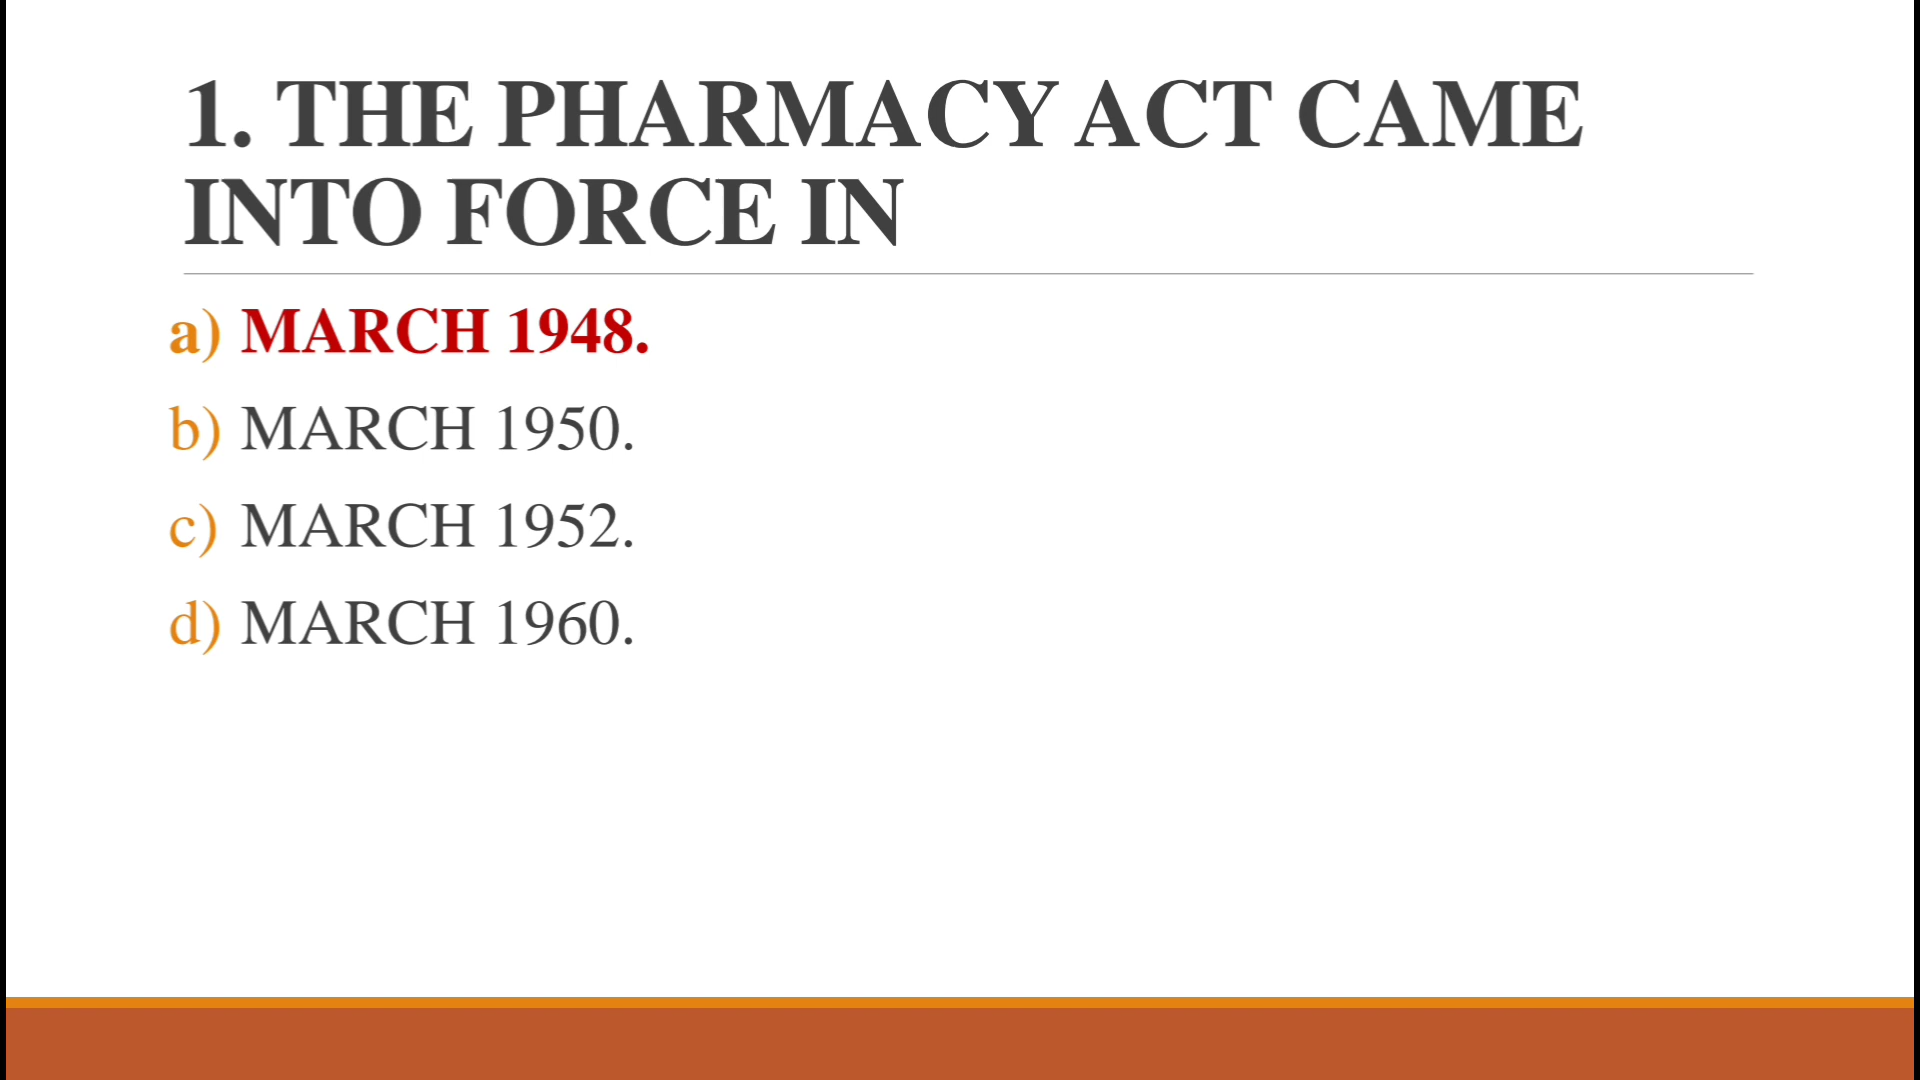 1. THE PHARMACY ACT CAME
INTO FORCE IN
a) MARCH 1948.
b) MARCH 1950.
c) MARCH 1952.
d) MARCH 1960.